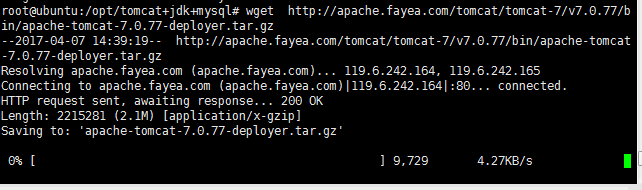 root@ubuntu:/opt/tomcat+jdk+mysql# wget  http://apache.fayea.com/tomcat/tomcat-7/v7.0.77/b
in/apache-tomcat-7.0.77-deployer.tar.gz
--2017-04-07 14:39:19--  http://apache.fayea.com/tomcat/tomcat-7/v7.0.77/bin/apache-tomcat
-7.0.77-deployer.tar.gz
Resolving apache.fayea.com (apache.fayea.com)... 119.6.242.164, 119.6.242.165
Connecting to apache.fayea.com (apache.fayea.com)|119.6.242.164|:80... connected.
HTTP request sent, awaiting response... 200 OK
Length: 2215281 (2.1M) [application/x-gzip]
Saving to: 'apache-tomcat-7.0.77-deployer.tar.gz'
0% [                                                 ] 9,729       4.27KB/s